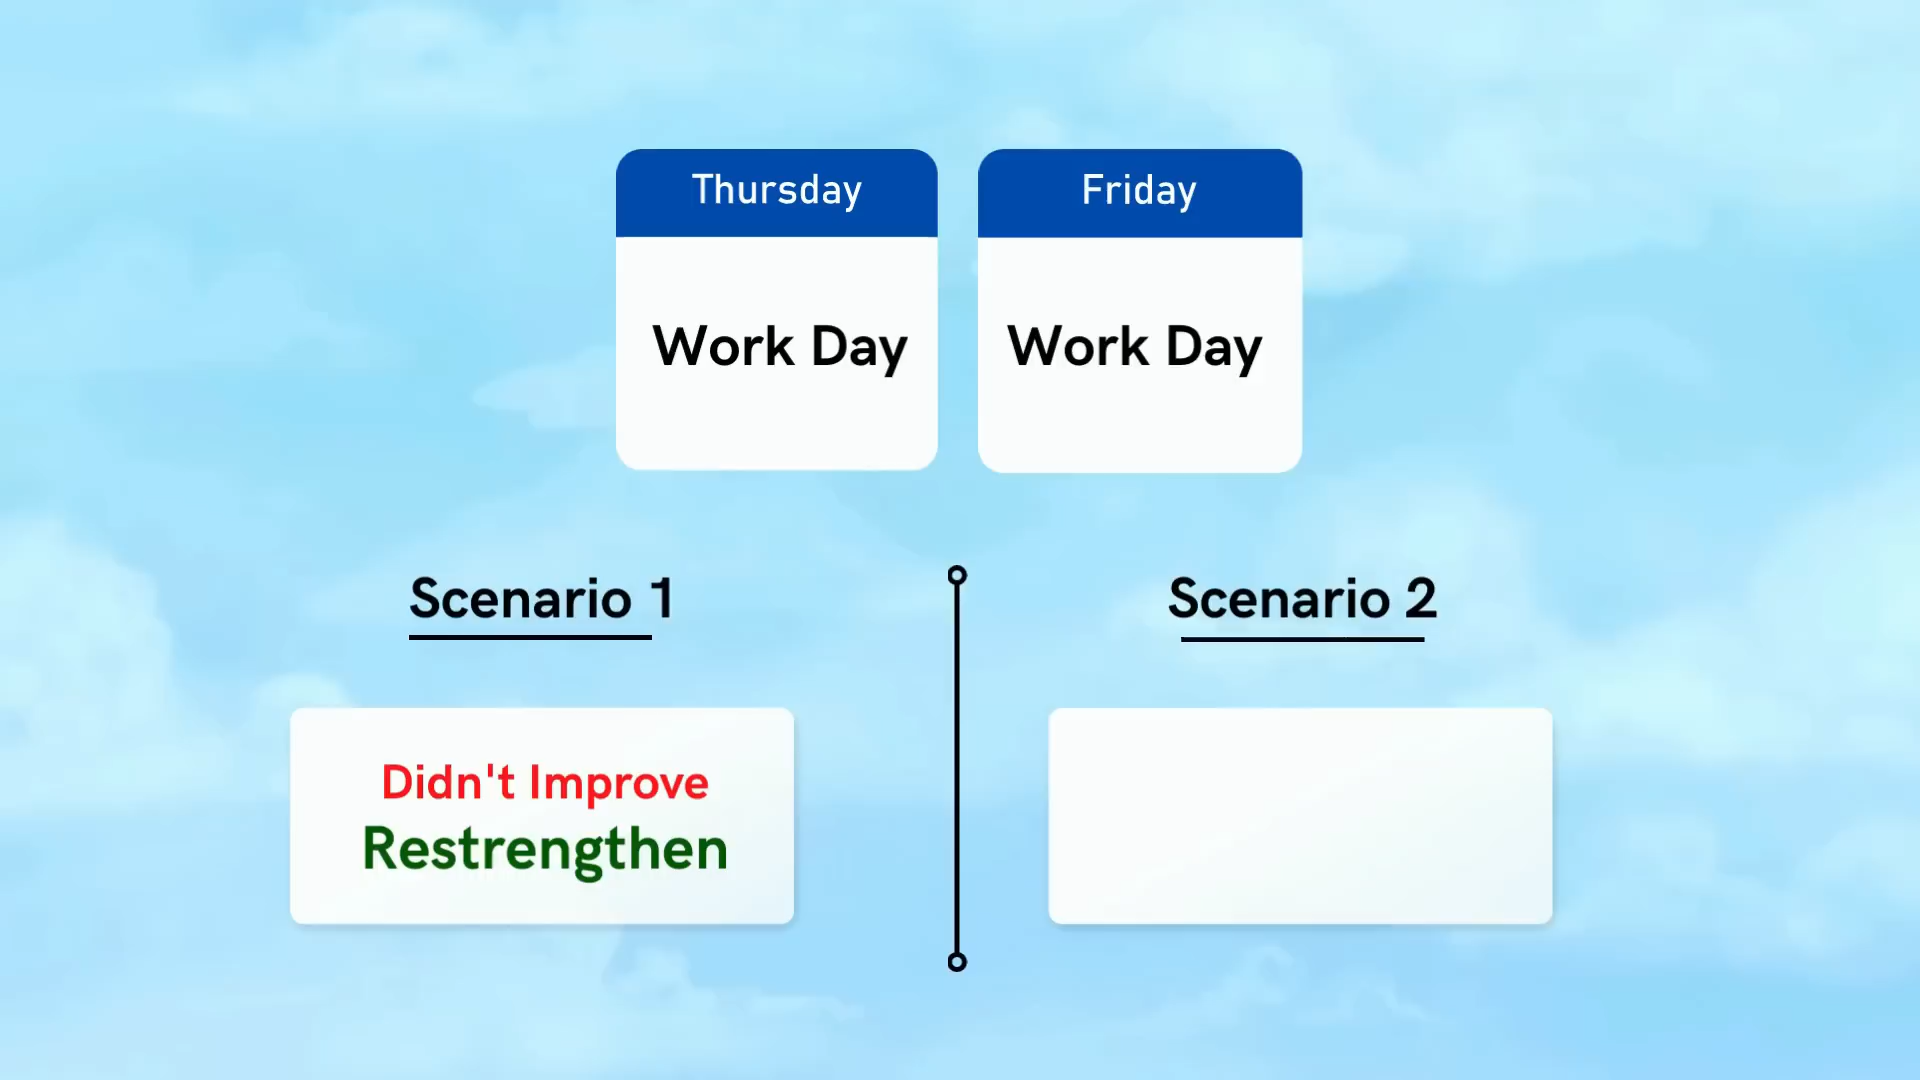 Thursday
Friday
Work Day
Work Day
Scenario 1
Scenario 2
Didn't Improve
Restrengthen